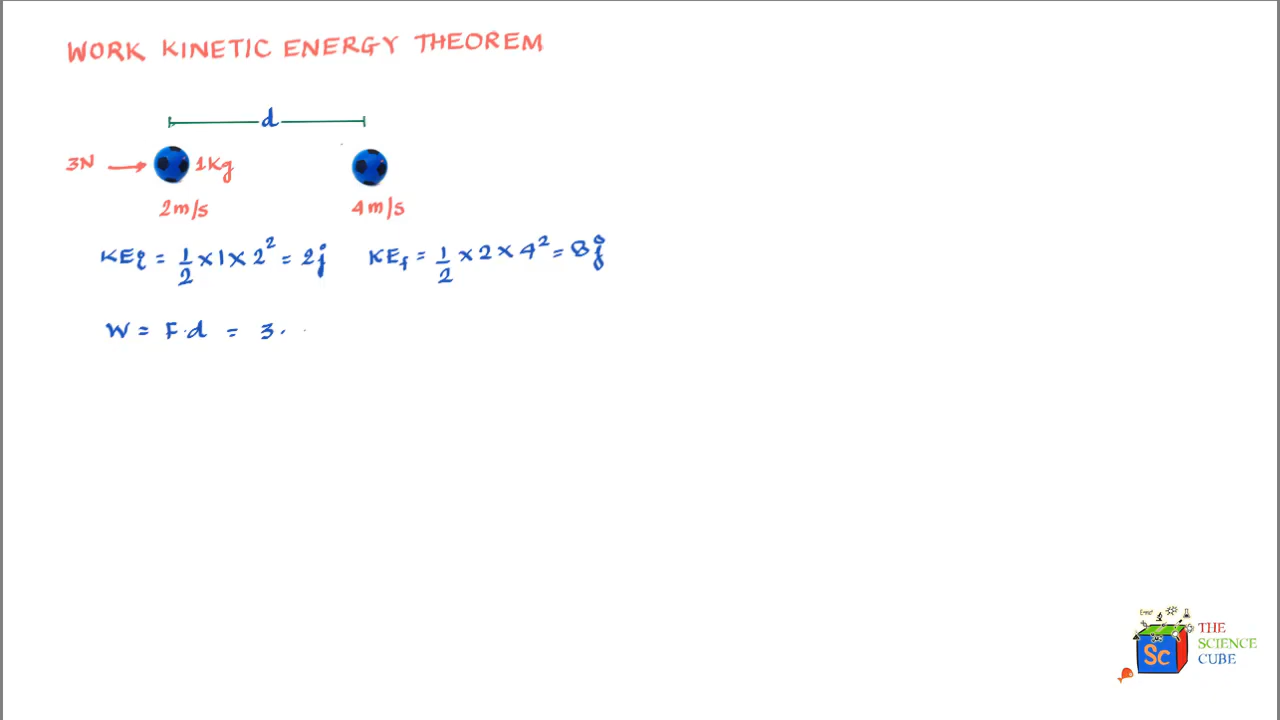 WORK KINETIC ENERGY THEOREM
d
3N 1Kg
2m/s 4m/s
KEi = 1/2 × 1 × 2² = 2j KEf = 1/2 × 2 × 4² = 8j
W = F.d = 3.
Sc THE
SCIENCE
CUBE